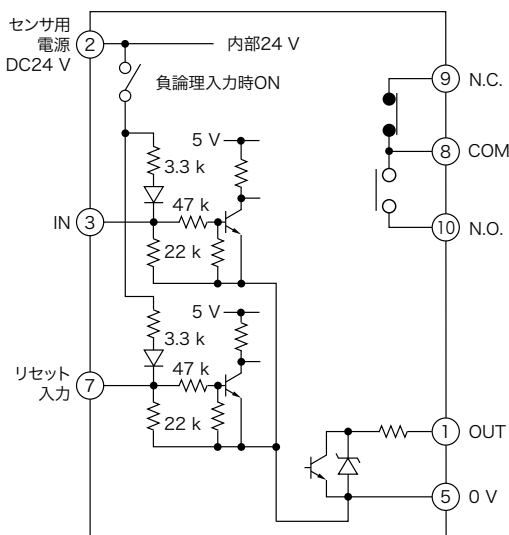 センサ用
電源
DC24 V
2
内部24 V
負論理入力時ON
9
N.C.
8
COM
10
N.O.
5 V
3.3 k
47 k
IN
3
22 k
5 V
3.3 k
47 k
リセット
入力
7
22 k
1
OUT
5
0 V